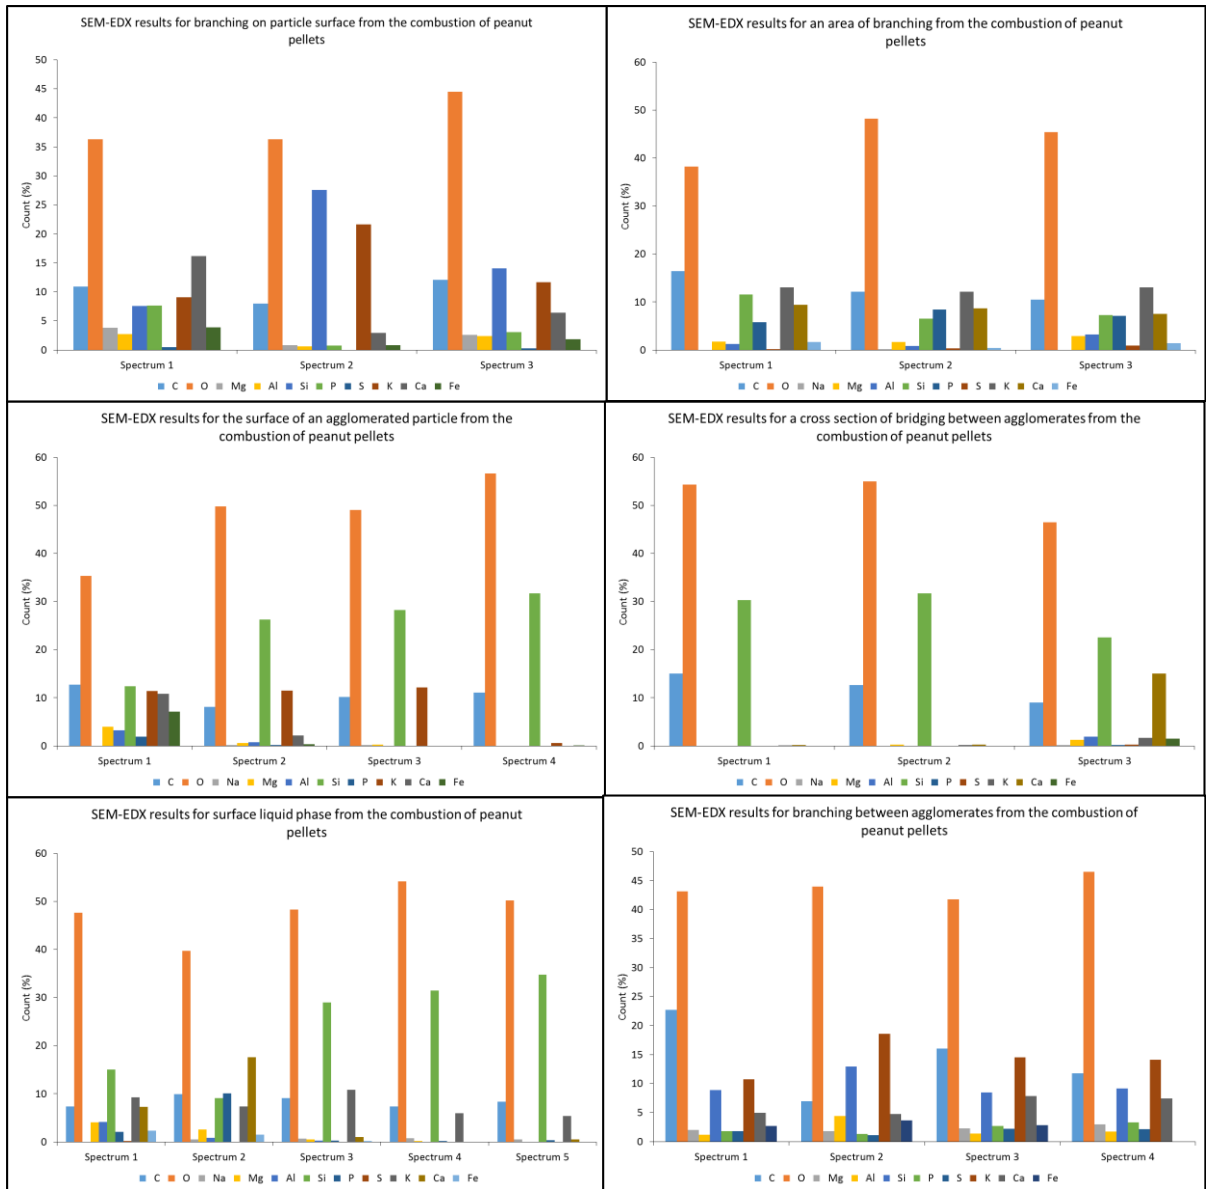 SEM-EDX results for branching on particle surface from the combustion of peanut
pellets
50
45
40
35
30
25
20
15
10
5
0
Count (%)
Spectrum 1 Spectrum 2 Spectrum 3
C O Mg Al Si P S K Ca Fe
SEM-EDX results for an area of branching from the combustion of peanut
pellets
60
50
40
30
20
10
0
Count (%)
Spectrum 1 Spectrum 2 Spectrum 3
C O Na Mg Al Si P S K Ca Fe
SEM-EDX results for the surface of an agglomerated particle from the
combustion of peanut pellets
60
50
40
30
20
10
0
Count (%)
Spectrum 1 Spectrum 2 Spectrum 3 Spectrum 4
C O Na Mg Al Si P K Ca Fe
SEM-EDX results for a cross section of bridging between agglomerates from the
combustion of peanut pellets
60
50
40
30
20
10
0
Count (%)
Spectrum 1 Spectrum 2 Spectrum 3
C O Na Mg Al Si P S K Ca Fe
SEM-EDX results for surface liquid phase from the combustion of peanut
pellets
60
50
40
30
20
10
0
Count (%)
Spectrum 1 Spectrum 2 Spectrum 3 Spectrum 4 Spectrum 5
C O Na Mg Al Si P S K Ca Fe
SEM-EDX results for branching between agglomerates from the combustion of
peanut pellets
50
45
40
35
30
25
20
15
10
5
0
Count (%)
Spectrum 1 Spectrum 2 Spectrum 3 Spectrum 4
C O Mg Al Si P S K Ca Fe